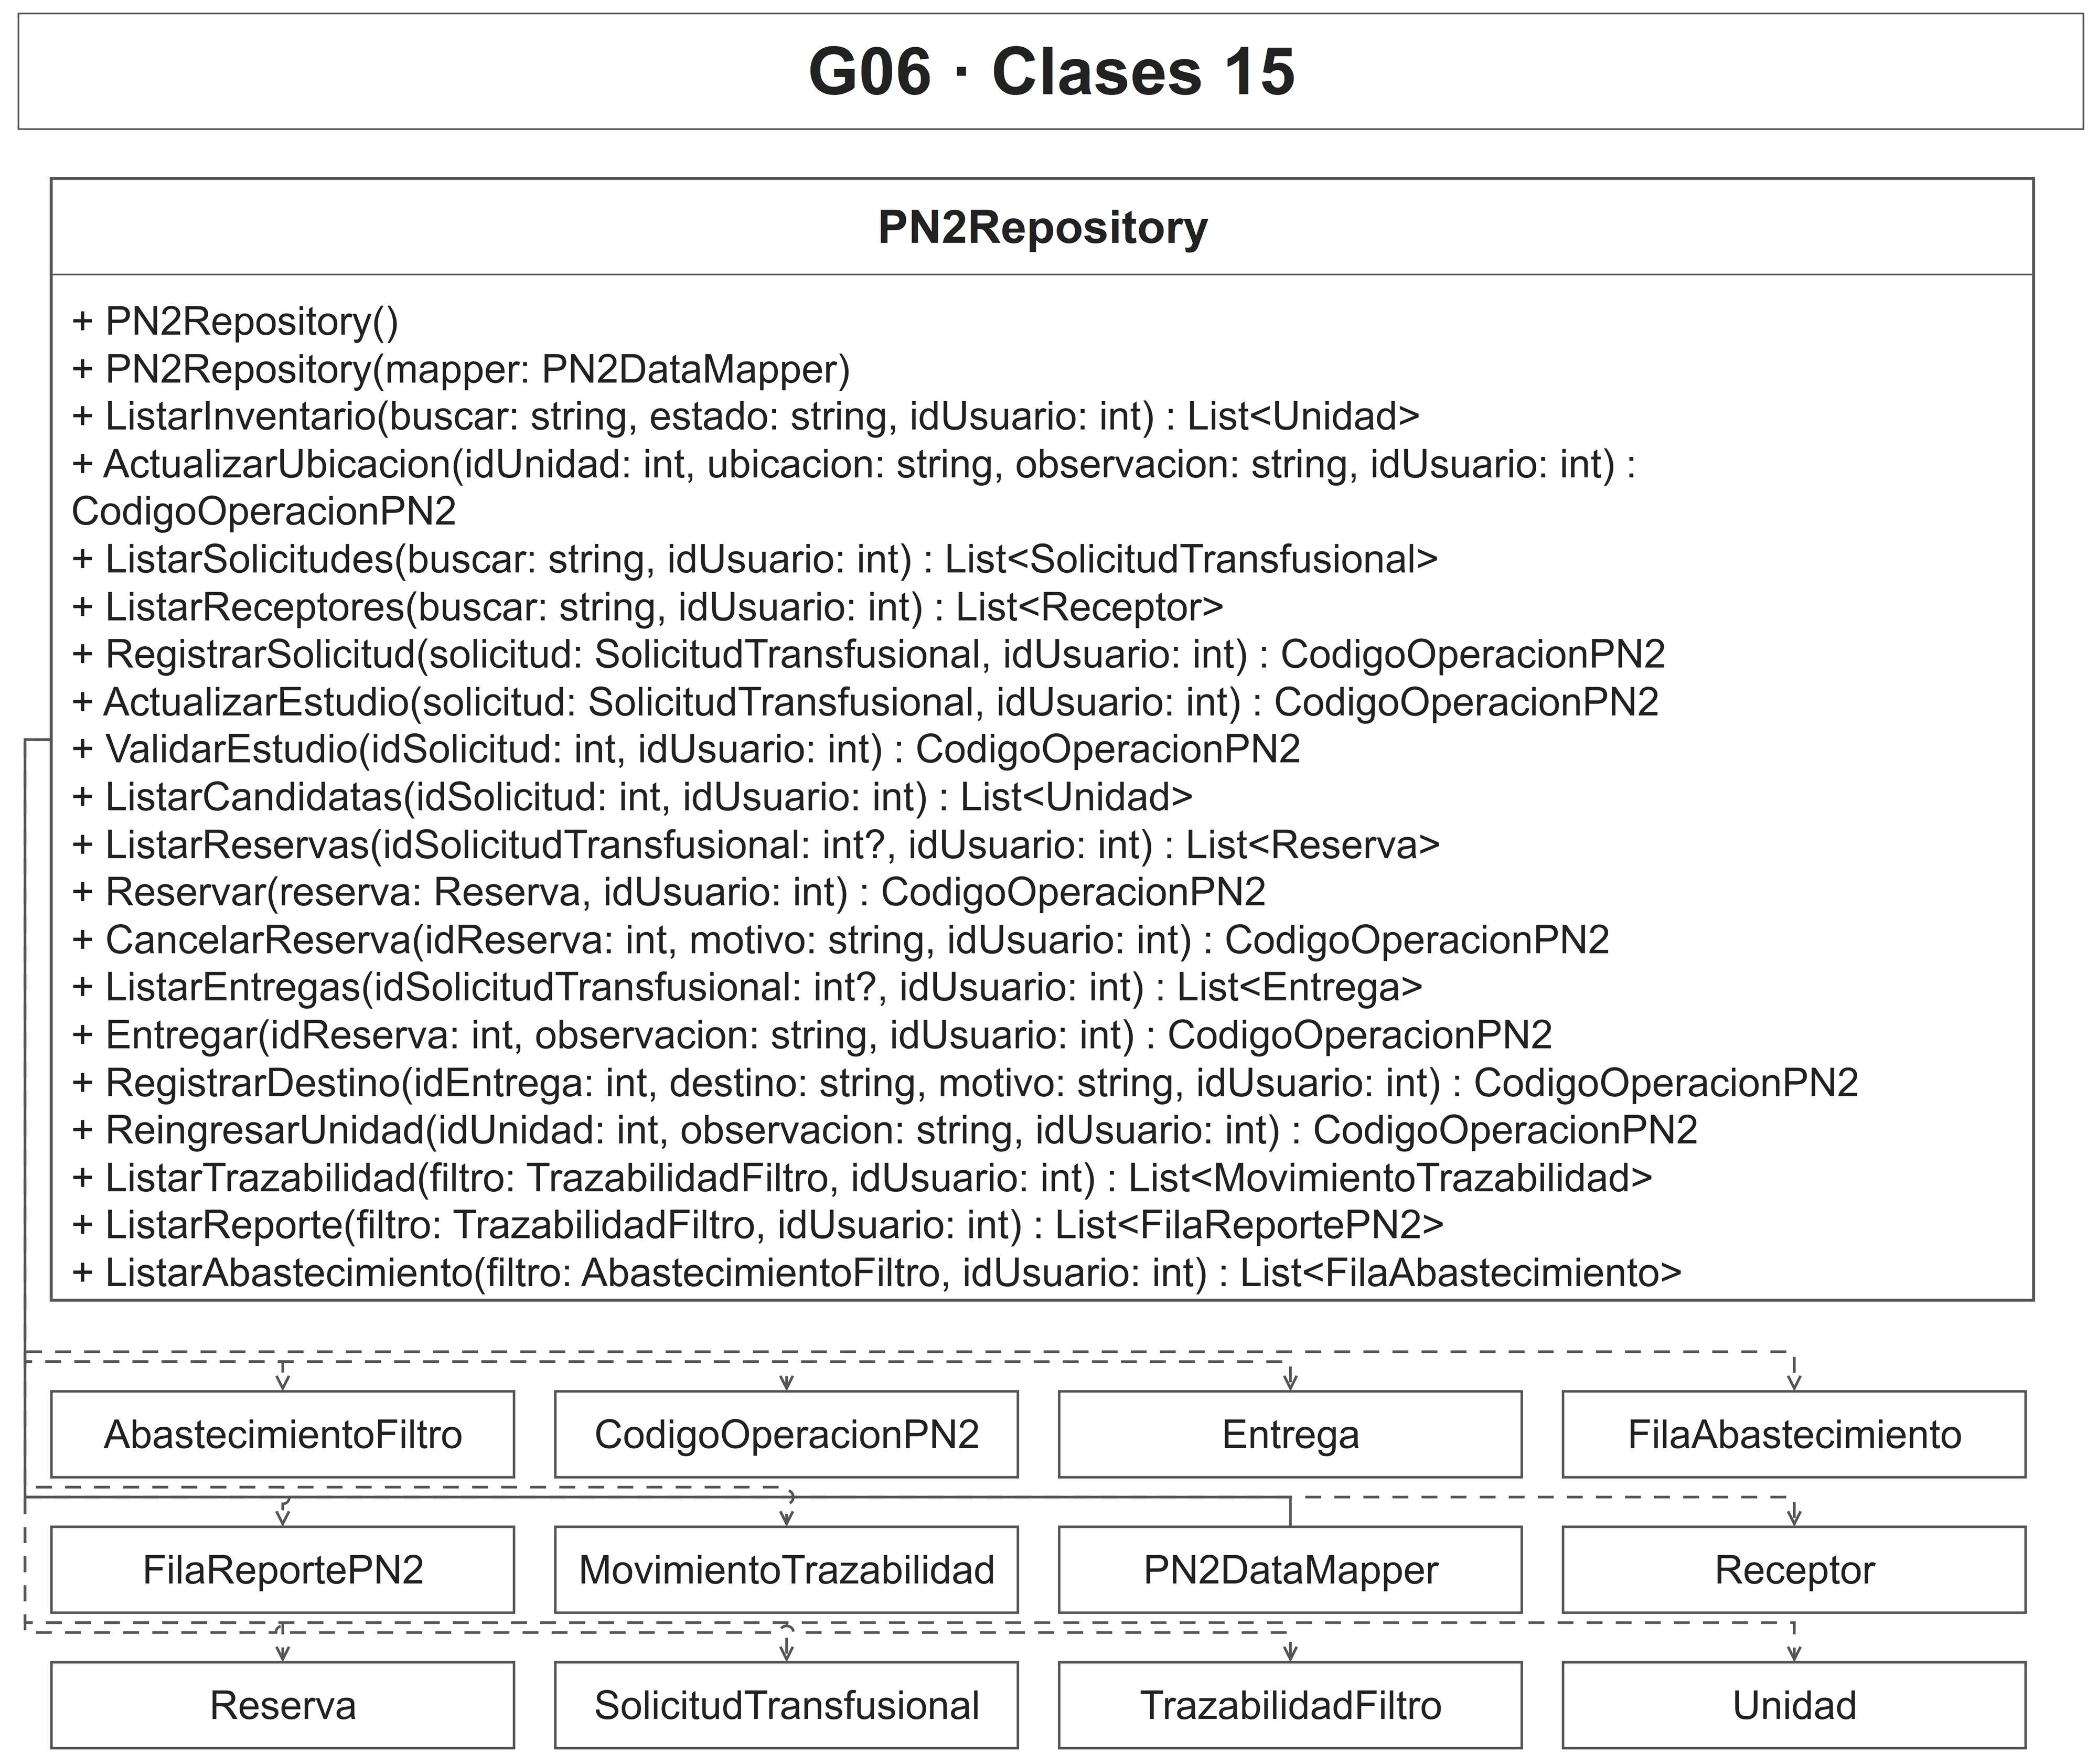 G06 · Clases 15
PN2Repository
+ PN2Repository()
+ PN2Repository(mapper: PN2DataMapper)
+ ListarInventario(buscar: string, estado: string, idUsuario: int) : List<Unidad>
+ ActualizarUbicacion(idUnidad: int, ubicacion: string, observacion: string, idUsuario: int) :
CodigoOperacionPN2
+ ListarSolicitudes(buscar: string, idUsuario: int) : List<SolicitudTransfusional>
+ ListarReceptores(buscar: string, idUsuario: int) : List<Receptor>
+ RegistrarSolicitud(solicitud: SolicitudTransfusional, idUsuario: int) : CodigoOperacionPN2
+ ActualizarEstudio(solicitud: SolicitudTransfusional, idUsuario: int) : CodigoOperacionPN2
+ ValidarEstudio(idSolicitud: int, idUsuario: int) : CodigoOperacionPN2
+ ListarCandidatas(idSolicitud: int, idUsuario: int) : List<Unidad>
+ ListarReservas(idSolicitudTransfusional: int?, idUsuario: int) : List<Reserva>
+ Reservar(reserva: Reserva, idUsuario: int) : CodigoOperacionPN2
+ CancelarReserva(idReserva: int, motivo: string, idUsuario: int) : CodigoOperacionPN2
+ ListarEntregas(idSolicitudTransfusional: int?, idUsuario: int) : List<Entrega>
+ Entregar(idReserva: int, observacion: string, idUsuario: int) : CodigoOperacionPN2
+ RegistrarDestino(idEntrega: int, destino: string, motivo: string, idUsuario: int) : CodigoOperacionPN2
+ ReingresarUnidad(idUnidad: int, observacion: string, idUsuario: int) : CodigoOperacionPN2
+ ListarTrazabilidad(filtro: TrazabilidadFiltro, idUsuario: int) : List<MovimientoTrazabilidad>
+ ListarReporte(filtro: TrazabilidadFiltro, idUsuario: int) : List<FilaReportePN2>
+ ListarAbastecimiento(filtro: AbastecimientoFiltro, idUsuario: int) : List<FilaAbastecimiento>
AbastecimientoFiltro
CodigoOperacionPN2
Entrega
FilaAbastecimiento
FilaReportePN2
MovimientoTrazabilidad
PN2DataMapper
Receptor
Reserva
SolicitudTransfusional
TrazabilidadFiltro
Unidad